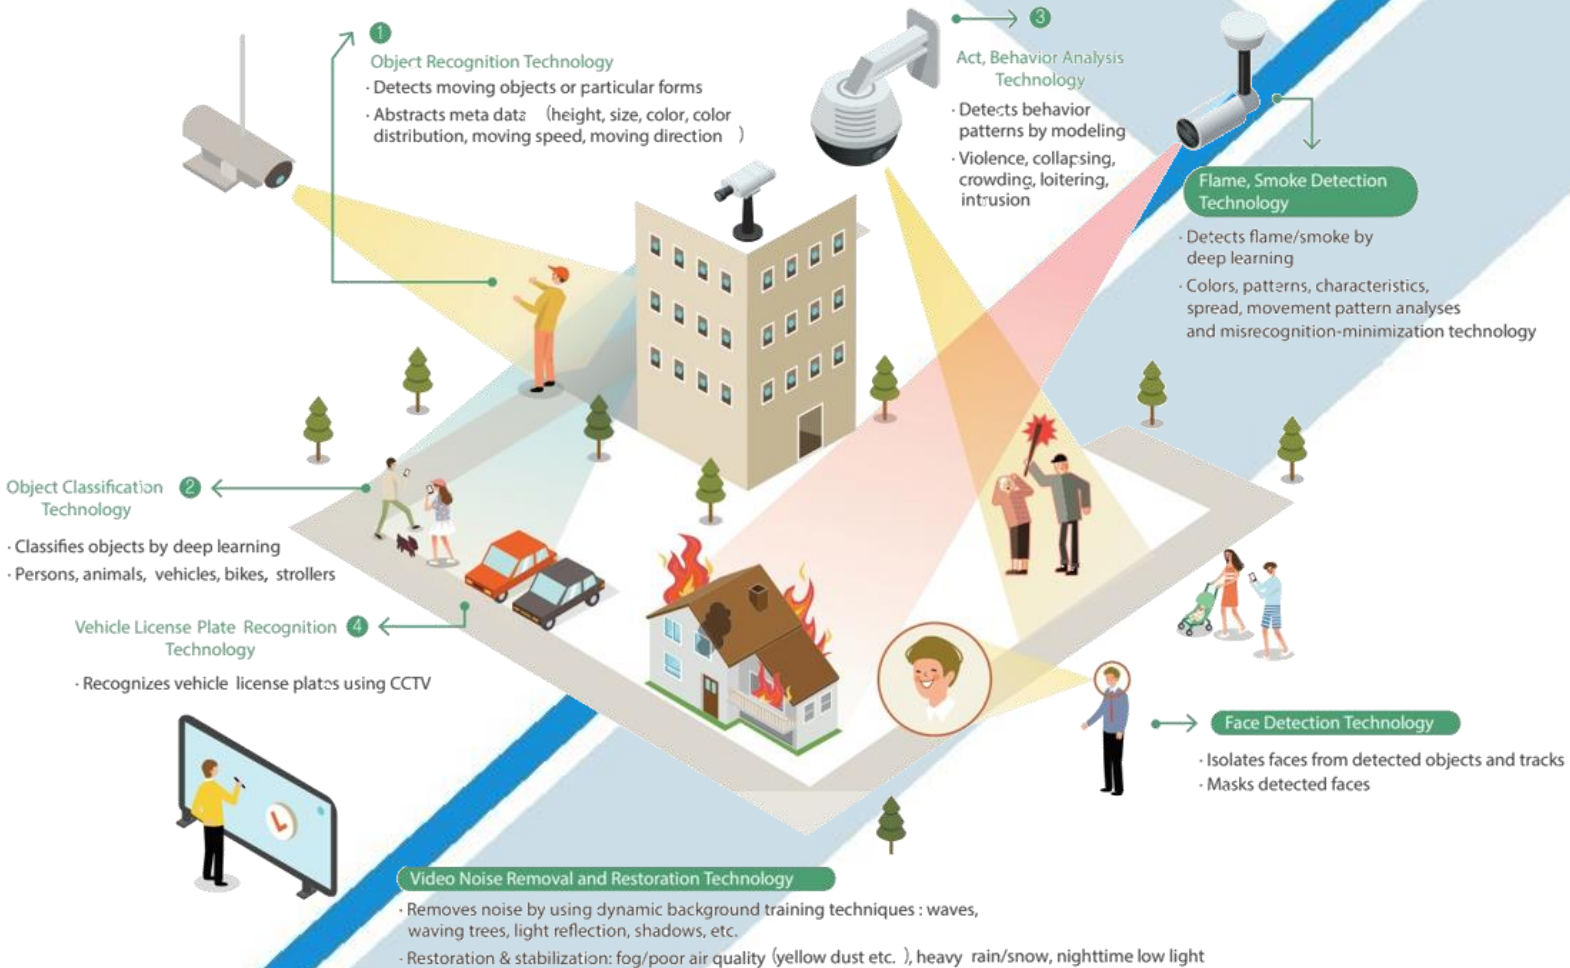 1
Object Recognition Technology
· Detects moving objects or particular forms
· Abstracts meta data (height, size, color, color
distribution, moving speed, moving direction )
3
Act, Behavior Analysis
Technology
· Detects behavior
patterns by modeling
· Violence, collapsing,
crowding, loitering,
intrusion
Flame, Smoke Detection
Technology
· Detects flame/smoke by
deep learning
· Colors, patterns, characteristics,
spread, movement pattern analyses
and misrecognition-minimization technology
Object Classification 2
Technology
· Classifies objects by deep learning
· Persons, animals, vehicles, bikes, strollers
Vehicle License Plate Recognition 4
Technology
· Recognizes vehicle license plates using CCTV
Face Detection Technology
· Isolates faces from detected objects and tracks
· Masks detected faces
Video Noise Removal and Restoration Technology
· Removes noise by using dynamic background training techniques : waves,
waving trees, light reflection, shadows, etc.
· Restoration & stabilization: fog/poor air quality (yellow dust etc. ), heavy rain/snow, nighttime low light